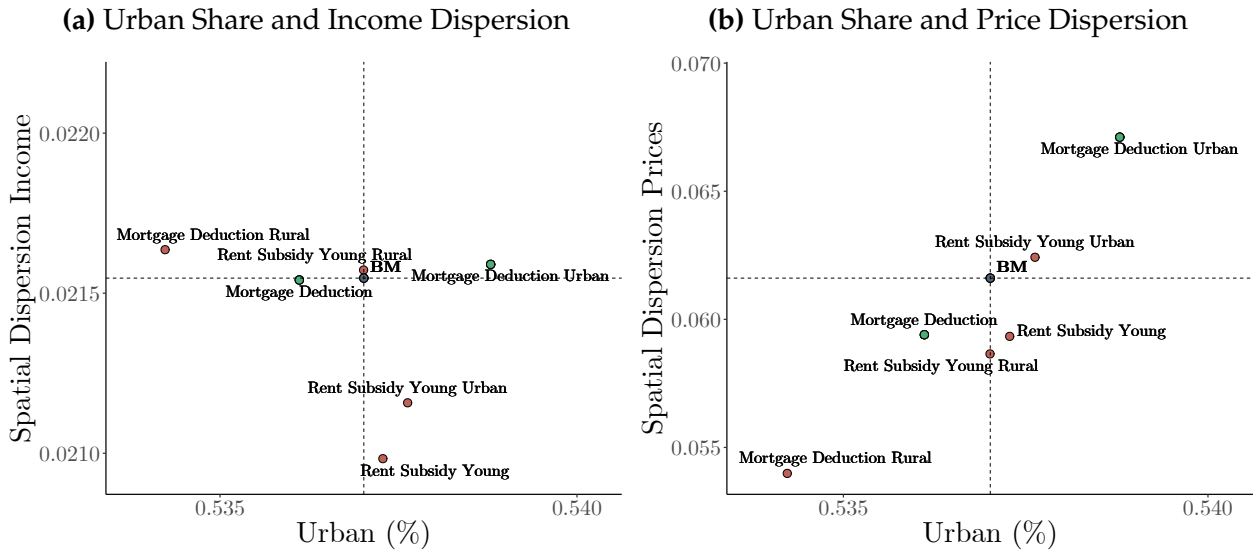 (a) Urban Share and Income Dispersion
Spatial Dispersion Income
0.0220
0.0215
0.0210
Mortgage Deduction Rural
Rent Subsidy Young Rural
BM
Mortgage Deduction Urban
Mortgage Deduction
Rent Subsidy Young Urban
Rent Subsidy Young
0.535
0.540
Urban (%)
(b) Urban Share and Price Dispersion
Spatial Dispersion Prices
0.070
0.065
0.060
0.055
Mortgage Deduction Urban
Rent Subsidy Young Urban
BM
Mortgage Deduction
Rent Subsidy Young
Rent Subsidy Young Rural
Mortgage Deduction Rural
0.535
0.540
Urban (%)